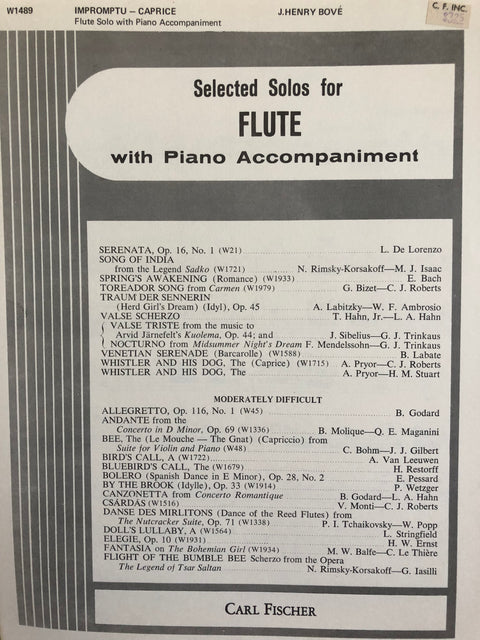 W1489 IMPROMPTU – CAPRICE J.HENRY BOVÉ
Flute Solo with Piano Accompaniment
C. F. INC.
Selected Solos for
FLUTE
with Piano Accompaniment
SERENATA, Op. 16, No. 1 (W21) L. De Lorenzo
SONG OF INDIA
from the Legend Sadko (W1721) N. Rimsky-Korsakoff—M. J. Isaac
SPRING'S AWAKENING (Romance) (W1933) E. Bach
TOREADOR SONG from Carmen (W1979) G. Bizet—C. J. Roberts
TRAUM DER SENNERIN
(Herd Girl's Dream) (Idyl), Op. 45 A. Labitzky—W. F. Ambrosio
VALSE SCHERZO T. Hahn, Jr.—L. A. Hahn
VALSE TRISTE from the music to
Arvid Järnefelt's Kuolema, Op. 44; and J. Sibelius—G. J. Trinkaus
NOCTURNO from Midsummer Night's Dream F. Mendelssohn—G. J. Trinkaus
VENETIAN SERENADE (Barcarolle) (W1588) B. Labate
WHISTLER AND HIS DOG, The (Caprice) (W1715) A. Pryor—C. J. Roberts
WHISTLER AND HIS DOG, The A. Pryor—H. M. Stuart
MODERATELY DIFFICULT
ALLEGRETTO, Op. 116, No. 1 (W45) B. Godard
ANDANTE from the
Concerto in D Minor, Op. 69 (W1336) B. Molique—Q. E. Maganini
BEE, The (Le Mouche — The Gnat) (Capriccio) from
Suite for Violin and Piano (W48) C. Bohm—J. J. Gilbert
BIRD'S CALL, A (W1722) A. Van Leeuwen
BLUEBIRD'S CALL, The (W1679) H. Restorff
BOLERO (Spanish Dance in E Minor), Op. 28, No. 2 E. Pessard
BY THE BROOK (Idyle), Op. 33 (W1914) P. Wetzger
CANZONETTA from Concerto Romantique B. Godard—L. A. Hahn
CSÁRDÁS (W1516) V. Monti—C. J. Roberts
DANSE DES MIRLITONS (Dance of the Reed Flutes) from
The Nutcracker Suite, Op. 71 (W1338) P. I. Tchaikovsky—W. Popp
DOLL'S LULLABY, A (W1564) L. Stringfield
ELEGIE, Op. 10 (W1931) H. W. Ernst
FANTASIA on The Bohemian Girl (W1934) M. W. Balfe—C. Le Thière
FLIGHT OF THE BUMBLE BEE Scherzo from the Opera
The Legend of Tsar Saltan N. Rimsky-Korsakoff—G. Iasilli
CARL FISCHER